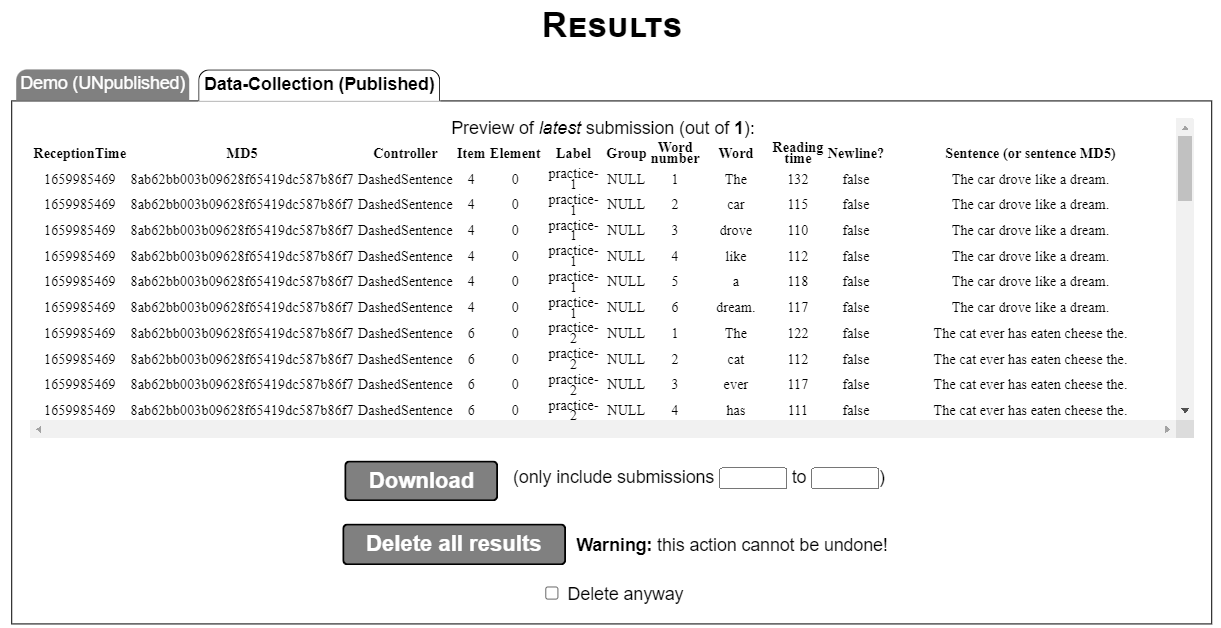 RESULTS
Demo (UNpublished) Data-Collection (Published)
Preview of latest submission (out of 1):
ReceptionTime MD5 Controller Item Element Label Group Word number Word Reading time Newline? Sentence (or sentence MD5)
1659985469 8ab62bb003b09628f65419dc587b86f7 DashedSentence 4 0 practice-1 NULL 1 The 132 false The car drove like a dream.
1659985469 8ab62bb003b09628f65419dc587b86f7 DashedSentence 4 0 practice-1 NULL 2 car 115 false The car drove like a dream.
1659985469 8ab62bb003b09628f65419dc587b86f7 DashedSentence 4 0 practice-1 NULL 3 drove 110 false The car drove like a dream.
1659985469 8ab62bb003b09628f65419dc587b86f7 DashedSentence 4 0 practice-1 NULL 4 like 112 false The car drove like a dream.
1659985469 8ab62bb003b09628f65419dc587b86f7 DashedSentence 4 0 practice-1 NULL 5 a 118 false The car drove like a dream.
1659985469 8ab62bb003b09628f65419dc587b86f7 DashedSentence 4 0 practice-1 NULL 6 dream. 117 false The car drove like a dream.
1659985469 8ab62bb003b09628f65419dc587b86f7 DashedSentence 6 0 practice-2 NULL 1 The 122 false The cat ever has eaten cheese the.
1659985469 8ab62bb003b09628f65419dc587b86f7 DashedSentence 6 0 practice-2 NULL 2 cat 112 false The cat ever has eaten cheese the.
1659985469 8ab62bb003b09628f65419dc587b86f7 DashedSentence 6 0 practice-2 NULL 3 ever 117 false The cat ever has eaten cheese the.
1659985469 8ab62bb003b09628f65419dc587b86f7 DashedSentence 6 0 practice-2 NULL 4 has 111 false The cat ever has eaten cheese the.
Download (only include submissions to )
Delete all results Warning: this action cannot be undone!
Delete anyway